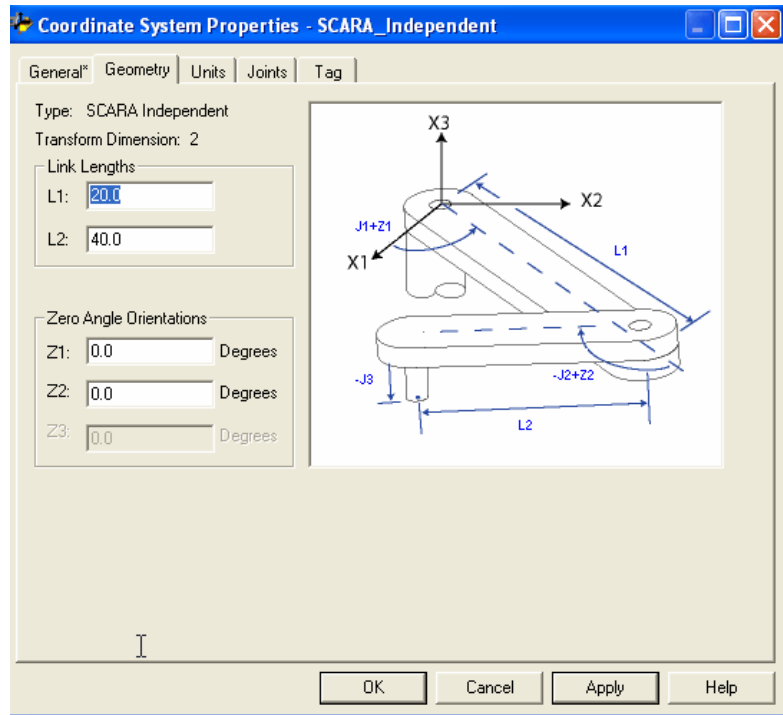 Coordinate System Properties - SCARA_Independent
General* Geometry Units Joints Tag
Type: SCARA Independent
Transform Dimension: 2
Link Lengths
L1: 20.0
L2: 40.0
Zero Angle Orientations
Z1: 0.0 Degrees
Z2: 0.0 Degrees
Z3: 0.0 Degrees
X3
X2
J1+Z1
X1
L1
-J3
-J2+Z2
L2
OK Cancel Apply Help